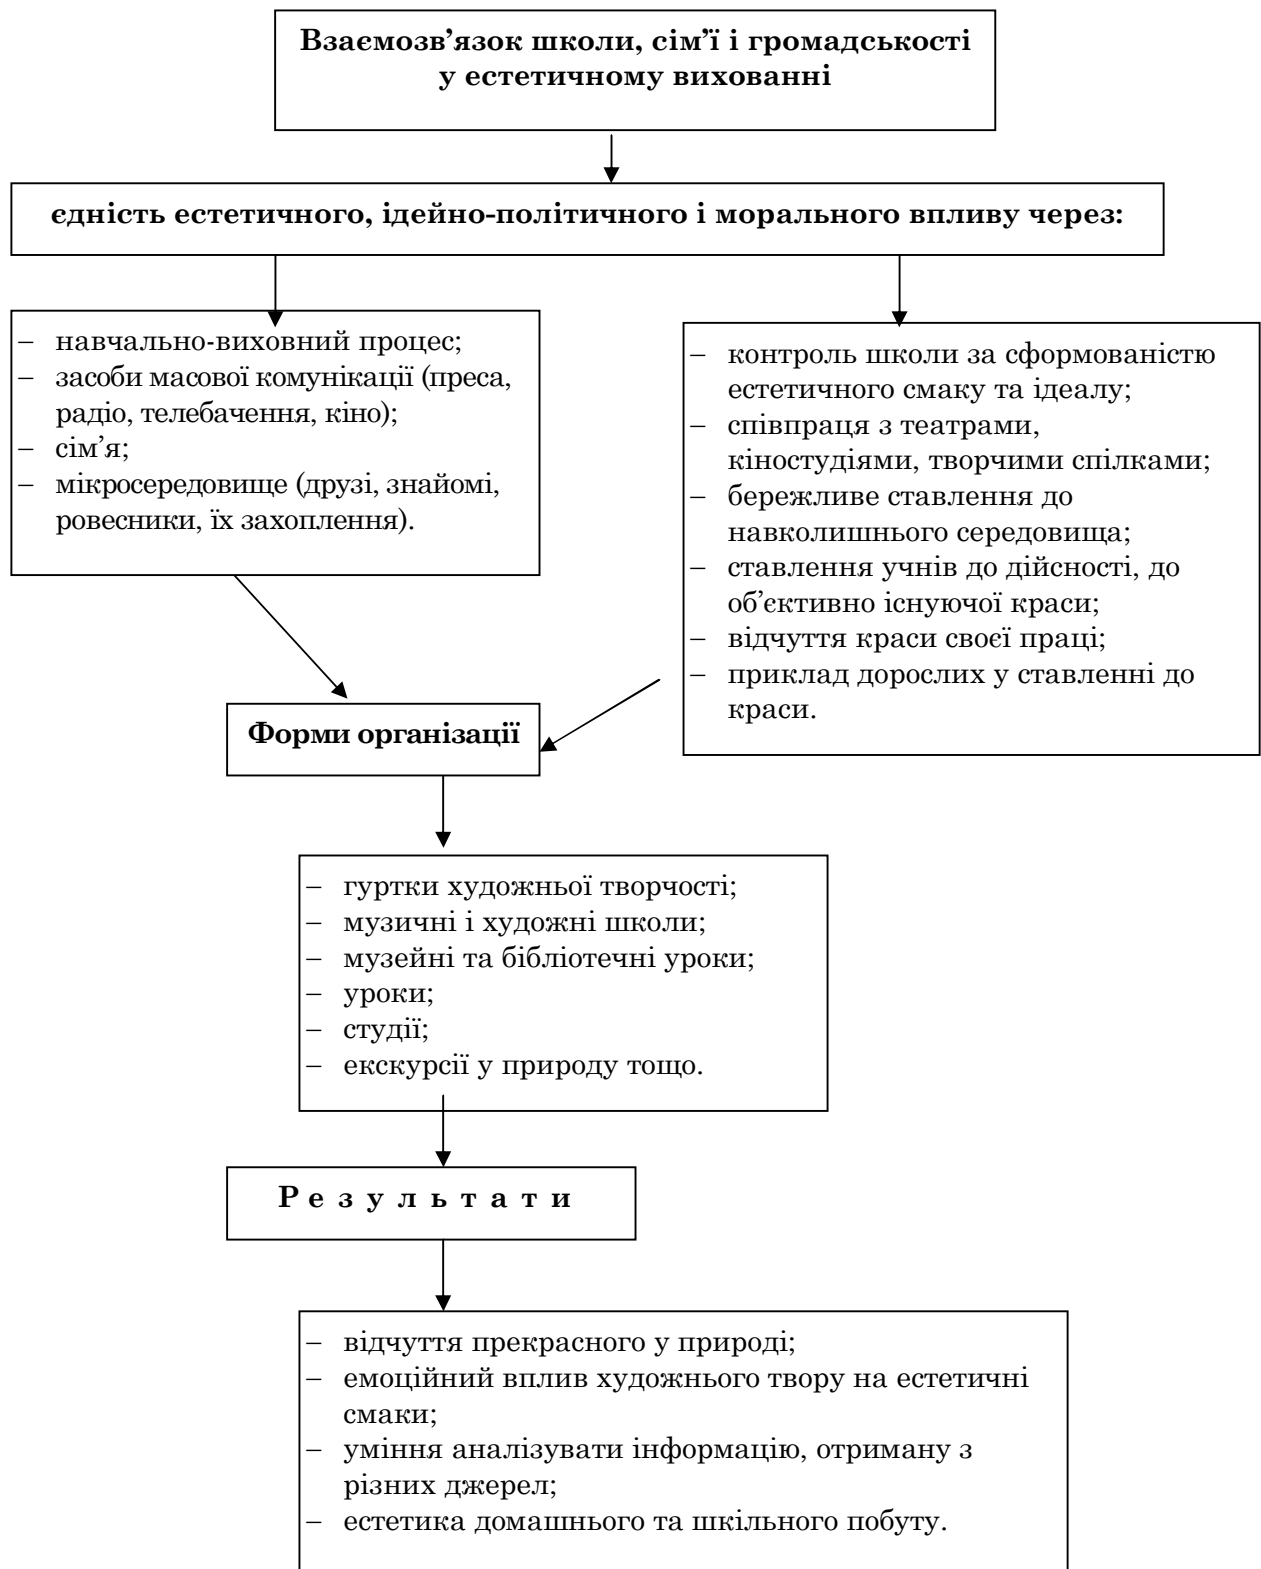 Взаємозв’язок школи, сім’ї і громадськості
у естетичному вихованні
єдність естетичного, ідейно-політичного і морального впливу через:
– навчально-виховний процес;
– засоби масової комунікації (преса,
радіо, телебачення, кіно);
– сім’я;
– мікросередовище (друзі, знайомі,
ровесники, їх захоплення).
– контроль школи за сформованістю
естетичного смаку та ідеалу;
– співпраця з театрами,
кіностудіями, творчими спілками;
– бережливе ставлення до
навколишнього середовища;
– ставлення учнів до дійсності, до
об’єктивно існуючої краси;
– відчуття краси своєї праці;
– приклад дорослих у ставленні до
краси.
Форми організації
– гуртки художньої творчості;
– музичні і художні школи;
– музейні та бібліотечні уроки;
– уроки;
– студії;
– екскурсії у природу тощо.
Результати
– відчуття прекрасного у природі;
– емоційний вплив художнього твору на естетичні
смаки;
– уміння аналізувати інформацію, отриману з
різних джерел;
– естетика домашнього та шкільного побуту.